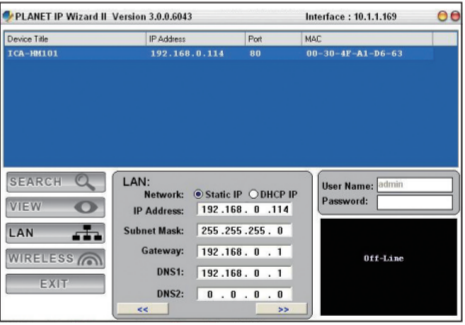 PLANET IP Wizard II Version 3.0.0.6043 Interface : 10.1.1.169
Device Title IP Address Port MAC
ICA-HM101 192.168.0.114 80 00-30-4F-A1-D6-63
SEARCH
VIEW
LAN
WIRELESS
EXIT
LAN:
Network: Static IP DHCP IP
IP Address: 192.168. 0 .114
Subnet Mask: 255.255.255. 0
Gateway: 192.168. 0 . 1
DNS1: 192.168. 0 . 1
DNS2: 0 . 0 . 0 . 0
<< >>
User Name: admin
Password:
Off-Line